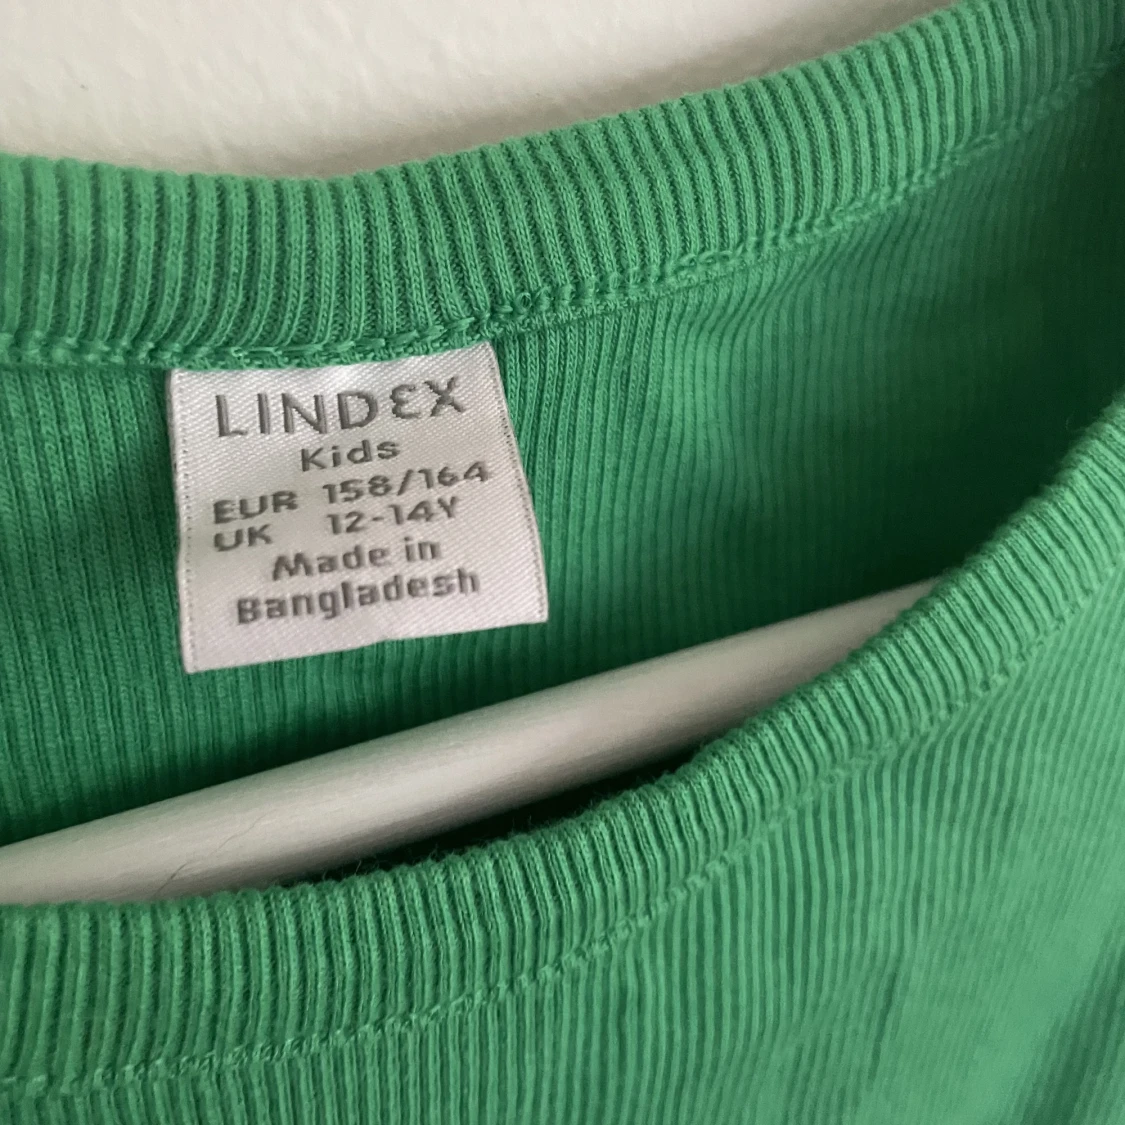 LINDEX
Kids
EUR 158/164
UK 12-14Y
Made in
Bangladesh